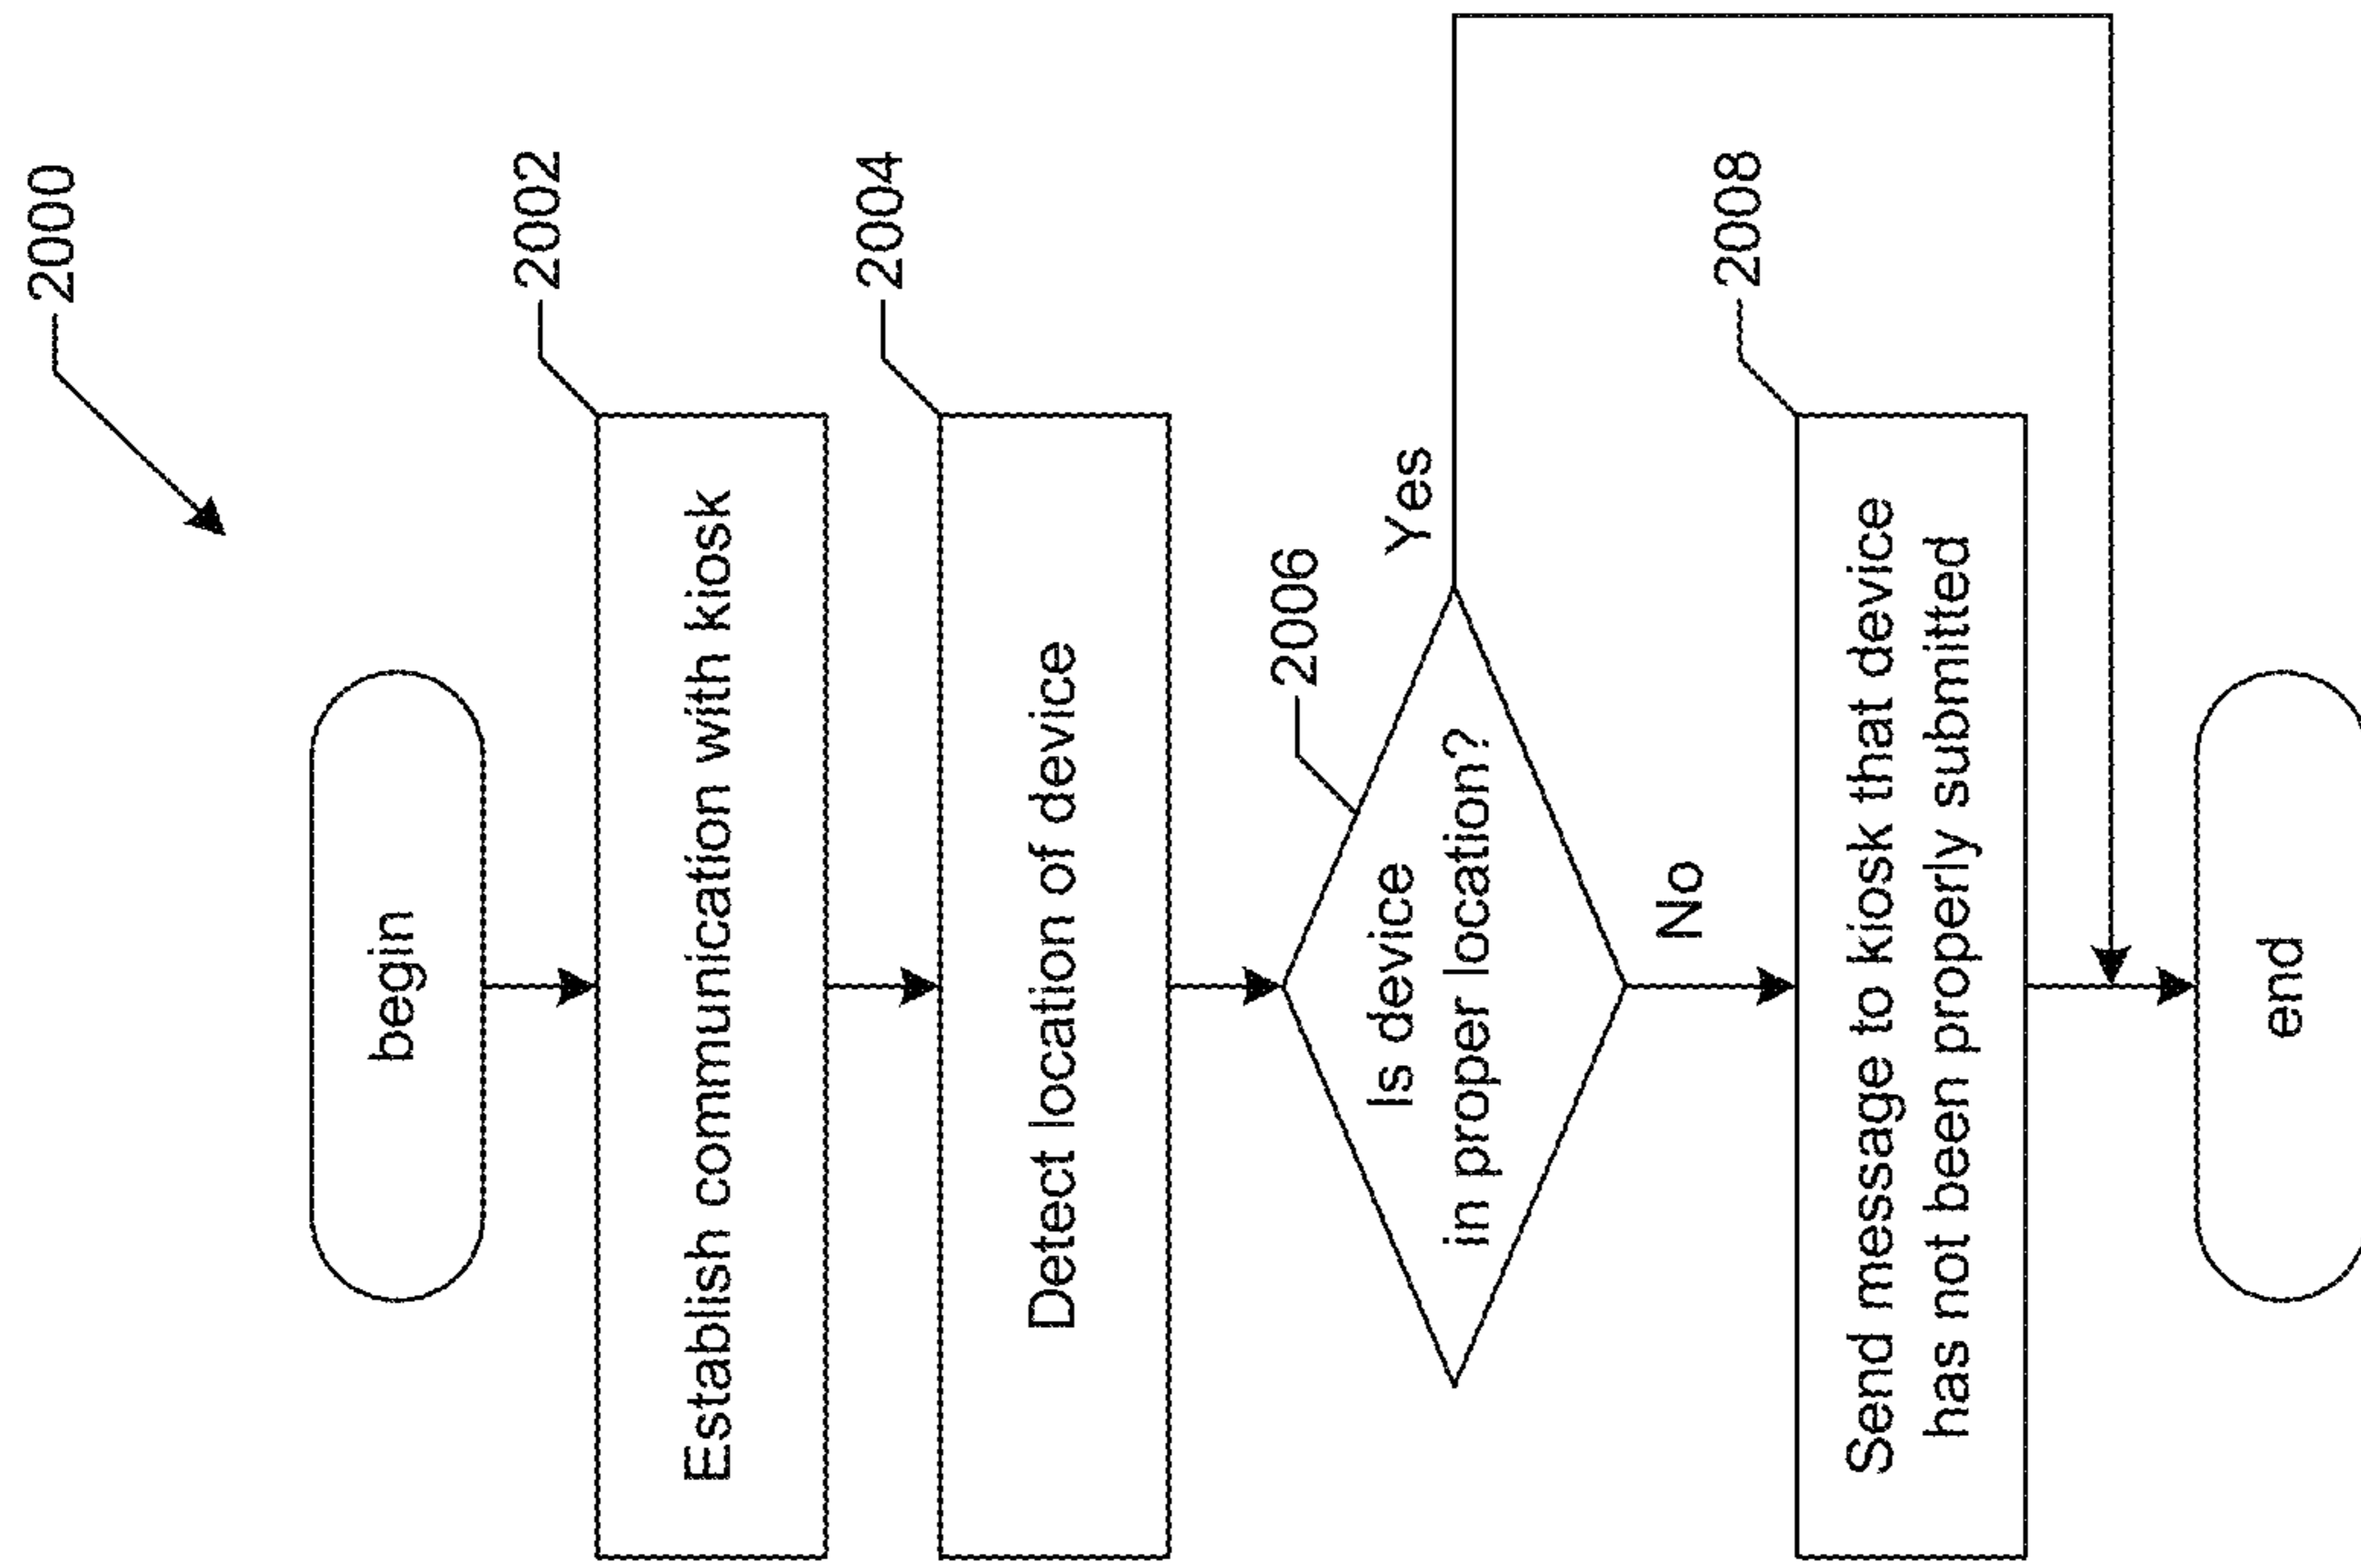 2000
begin
2002
Establish communication with kiosk
2004
Detect location of device
2006
Is device
in proper location?
Yes
No
2008
Send message to kiosk that device
has not been properly submitted
end